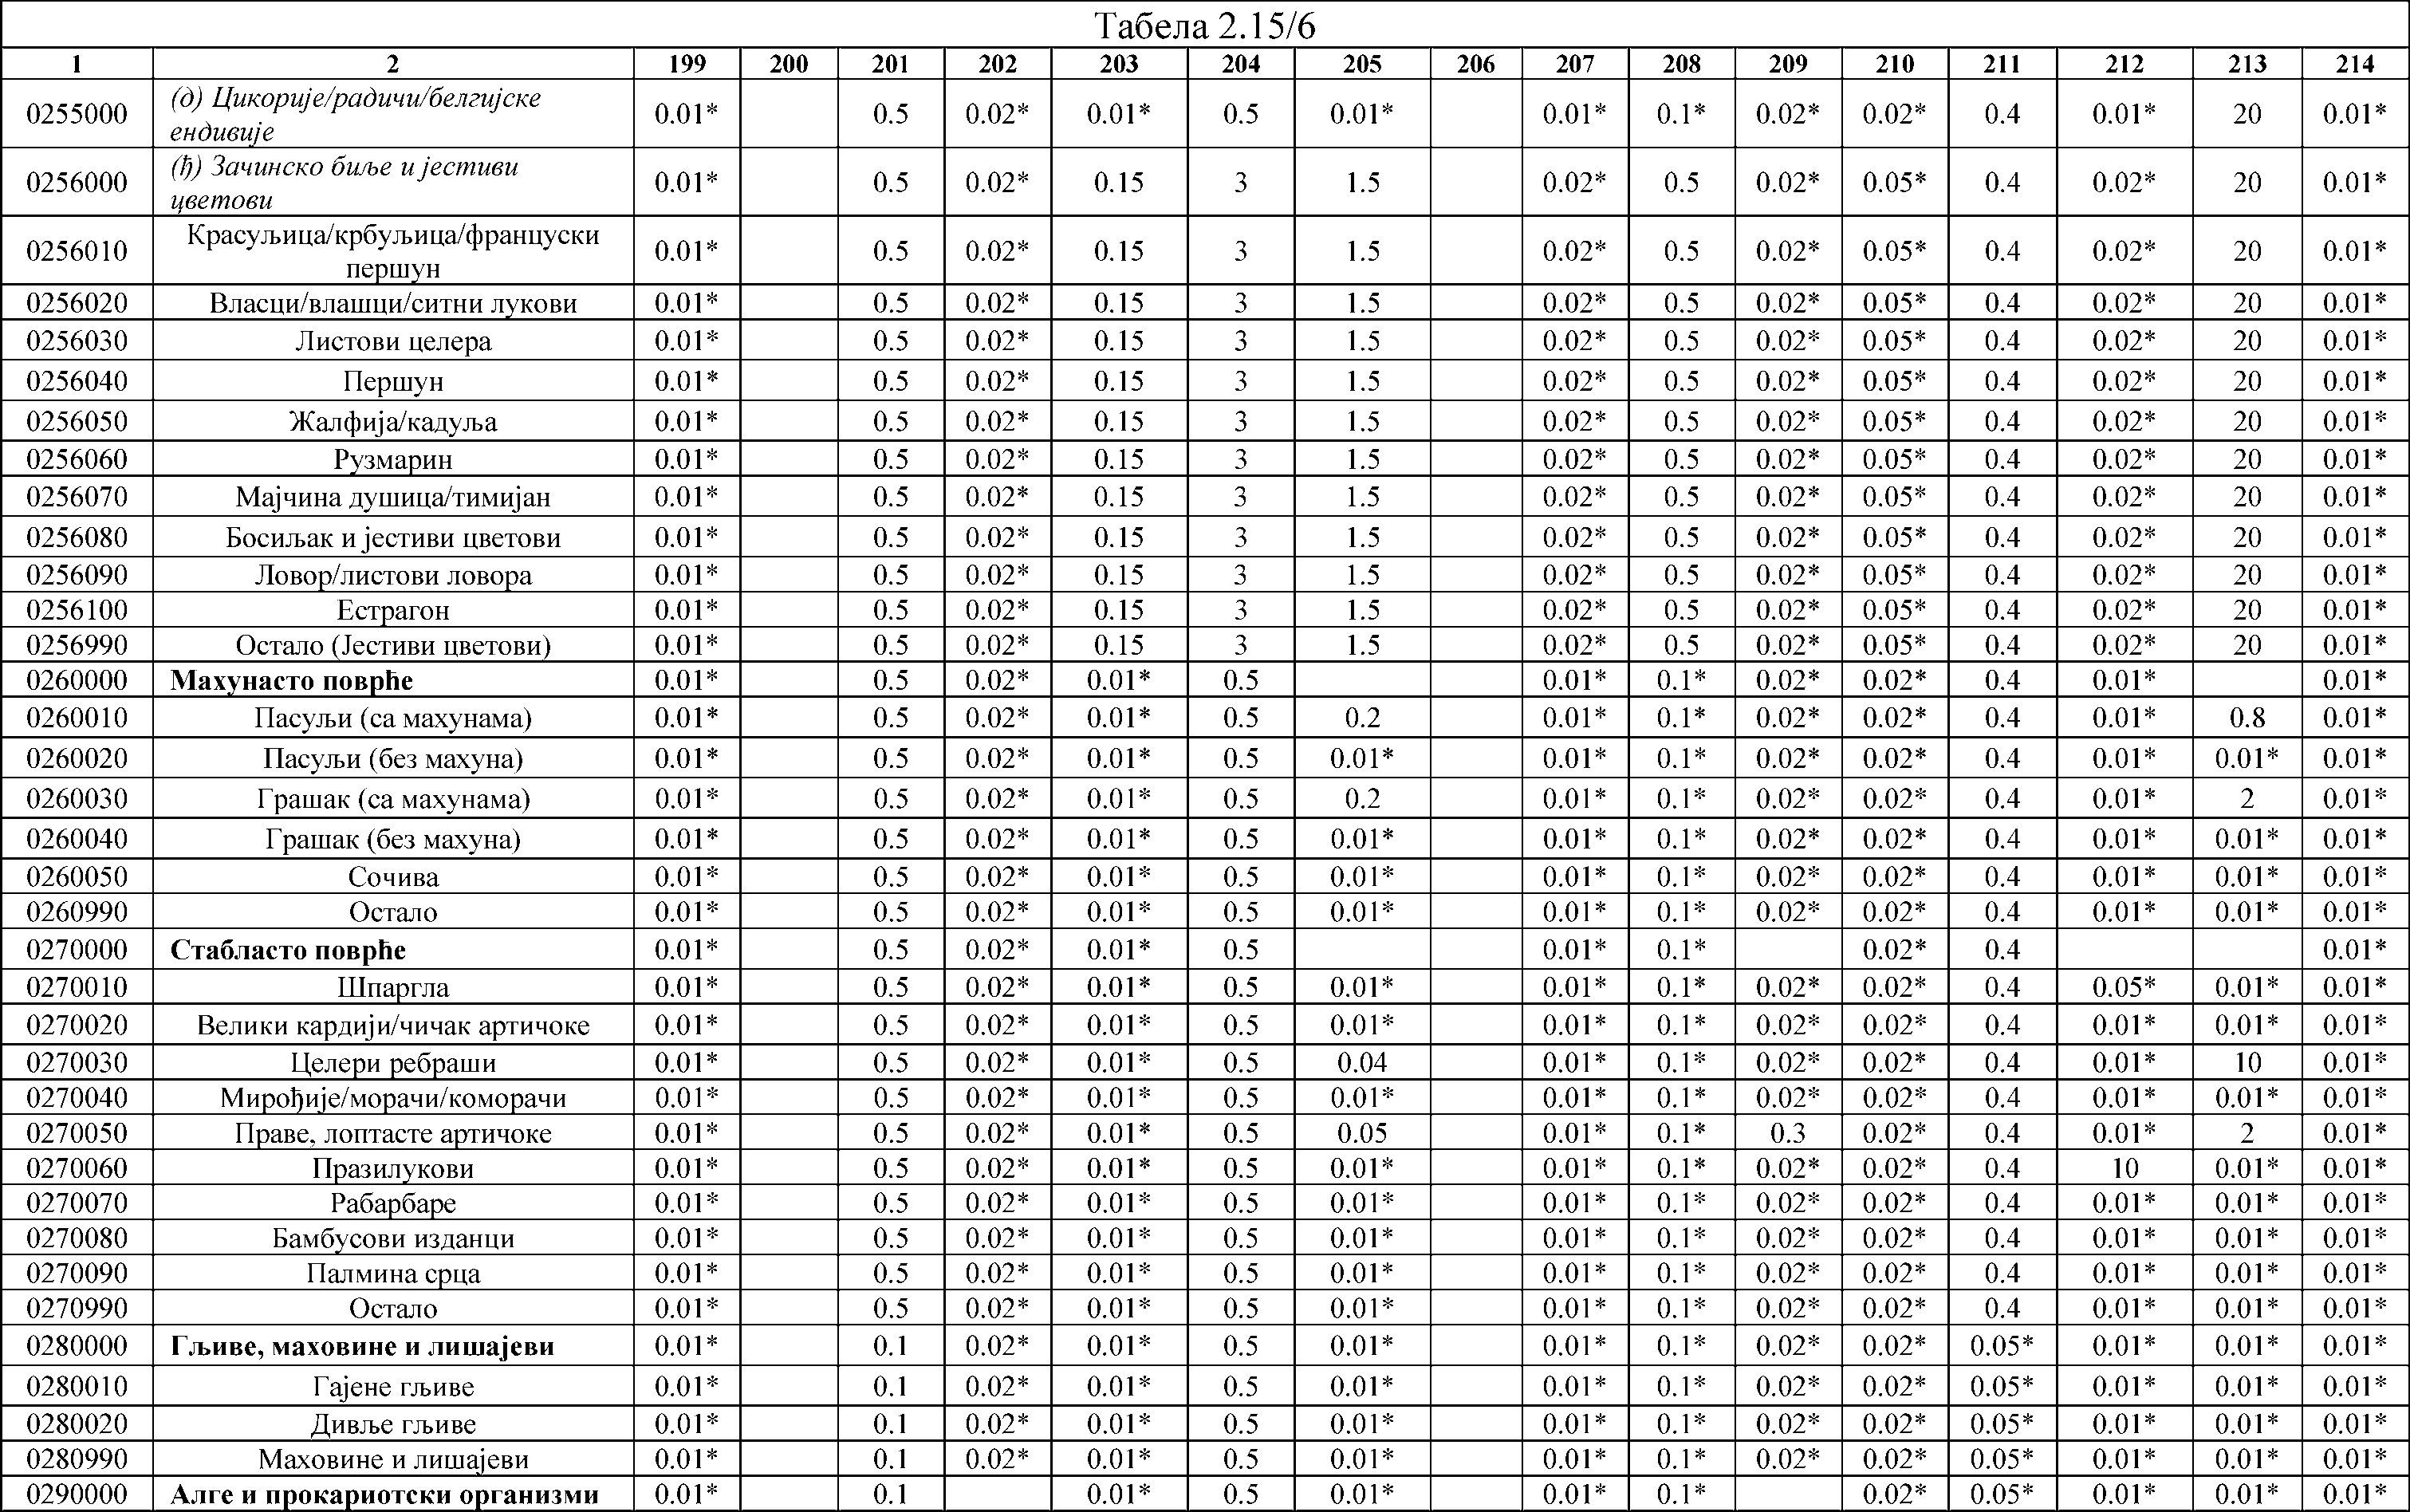 Табела 2.15/6
1 2 199 200 201 202 203 204 205 206 207 208 209 210 211 212 213 214
0255000 (д) Цикорије/радичи/белгијске ендивије 0.01* 0.5 0.02* 0.01* 0.5 0.01* 0.01* 0.1* 0.02* 0.02* 0.4 0.01* 20 0.01*
0256000 (ђ) Зачинско биље и јестиви цветови 0.01* 0.5 0.02* 0.15 3 1.5 0.02* 0.5 0.02* 0.05* 0.4 0.02* 20 0.01*
0256010 Красуљица/крбуљица/француски першун 0.01* 0.5 0.02* 0.15 3 1.5 0.02* 0.5 0.02* 0.05* 0.4 0.02* 20 0.01*
0256020 Власци/влашци/ситни лукови 0.01* 0.5 0.02* 0.15 3 1.5 0.02* 0.5 0.02* 0.05* 0.4 0.02* 20 0.01*
0256030 Листови целера 0.01* 0.5 0.02* 0.15 3 1.5 0.02* 0.5 0.02* 0.05* 0.4 0.02* 20 0.01*
0256040 Першун 0.01* 0.5 0.02* 0.15 3 1.5 0.02* 0.5 0.02* 0.05* 0.4 0.02* 20 0.01*
0256050 Жалфија/кадуља 0.01* 0.5 0.02* 0.15 3 1.5 0.02* 0.5 0.02* 0.05* 0.4 0.02* 20 0.01*
0256060 Рузмарин 0.01* 0.5 0.02* 0.15 3 1.5 0.02* 0.5 0.02* 0.05* 0.4 0.02* 20 0.01*
0256070 Мајчина душица/тимијан 0.01* 0.5 0.02* 0.15 3 1.5 0.02* 0.5 0.02* 0.05* 0.4 0.02* 20 0.01*
0256080 Босиљак и јестиви цветови 0.01* 0.5 0.02* 0.15 3 1.5 0.02* 0.5 0.02* 0.05* 0.4 0.02* 20 0.01*
0256090 Ловор/листови ловора 0.01* 0.5 0.02* 0.15 3 1.5 0.02* 0.5 0.02* 0.05* 0.4 0.02* 20 0.01*
0256100 Естрагон 0.01* 0.5 0.02* 0.15 3 1.5 0.02* 0.5 0.02* 0.05* 0.4 0.02* 20 0.01*
0256990 Остало (Јестиви цветови) 0.01* 0.5 0.02* 0.15 3 1.5 0.02* 0.5 0.02* 0.05* 0.4 0.02* 20 0.01*
0260000 Махунасто поврће 0.01* 0.5 0.02* 0.01* 0.5 0.01* 0.1* 0.02* 0.02* 0.4 0.01* 0.01*
0260010 Пасуљи (са махунама) 0.01* 0.5 0.02* 0.01* 0.5 0.2 0.01* 0.1* 0.02* 0.02* 0.4 0.01* 0.8 0.01*
0260020 Пасуљи (без махуна) 0.01* 0.5 0.02* 0.01* 0.5 0.01* 0.01* 0.1* 0.02* 0.02* 0.4 0.01* 0.01* 0.01*
0260030 Грашак (са махунама) 0.01* 0.5 0.02* 0.01* 0.5 0.2 0.01* 0.1* 0.02* 0.02* 0.4 0.01* 2 0.01*
0260040 Грашак (без махуна) 0.01* 0.5 0.02* 0.01* 0.5 0.01* 0.01* 0.1* 0.02* 0.02* 0.4 0.01* 0.01* 0.01*
0260050 Сочива 0.01* 0.5 0.02* 0.01* 0.5 0.01* 0.01* 0.1* 0.02* 0.02* 0.4 0.01* 0.01* 0.01*
0260990 Остало 0.01* 0.5 0.02* 0.01* 0.5 0.01* 0.01* 0.1* 0.02* 0.02* 0.4 0.01* 0.01* 0.01*
0270000 Стабласто поврће 0.01* 0.5 0.02* 0.01* 0.5 0.01* 0.1* 0.02* 0.4 0.01*
0270010 Шпаргла 0.01* 0.5 0.02* 0.01* 0.5 0.01* 0.01* 0.1* 0.02* 0.02* 0.4 0.05* 0.01* 0.01*
0270020 Велики кардији/чичак артичоке 0.01* 0.5 0.02* 0.01* 0.5 0.01* 0.01* 0.1* 0.02* 0.02* 0.4 0.01* 0.01* 0.01*
0270030 Целери ребраши 0.01* 0.5 0.02* 0.01* 0.5 0.04 0.01* 0.1* 0.02* 0.02* 0.4 0.01* 10 0.01*
0270040 Мирођије/морачи/коморачи 0.01* 0.5 0.02* 0.01* 0.5 0.01* 0.01* 0.1* 0.02* 0.02* 0.4 0.01* 0.01* 0.01*
0270050 Праве, лоптасте артичоке 0.01* 0.5 0.02* 0.01* 0.5 0.05 0.01* 0.1* 0.3 0.02* 0.4 0.01* 2 0.01*
0270060 Празилукови 0.01* 0.5 0.02* 0.01* 0.5 0.01* 0.01* 0.1* 0.02* 0.02* 0.4 10 0.01* 0.01*
0270070 Рабарбаре 0.01* 0.5 0.02* 0.01* 0.5 0.01* 0.01* 0.1* 0.02* 0.02* 0.4 0.01* 0.01* 0.01*
0270080 Бамбусови изданци 0.01* 0.5 0.02* 0.01* 0.5 0.01* 0.01* 0.1* 0.02* 0.02* 0.4 0.01* 0.01* 0.01*
0270090 Палмина срца 0.01* 0.5 0.02* 0.01* 0.5 0.01* 0.01* 0.1* 0.02* 0.02* 0.4 0.01* 0.01* 0.01*
0270990 Остало 0.01* 0.5 0.02* 0.01* 0.5 0.01* 0.01* 0.1* 0.02* 0.02* 0.4 0.01* 0.01* 0.01*
0280000 Гљиве, маховине и лишајеви 0.01* 0.1 0.02* 0.01* 0.5 0.01* 0.01* 0.1* 0.02* 0.02* 0.05* 0.01* 0.01* 0.01*
0280010 Гајене гљиве 0.01* 0.1 0.02* 0.01* 0.5 0.01* 0.01* 0.1* 0.02* 0.02* 0.05* 0.01* 0.01* 0.01*
0280020 Дивље гљиве 0.01* 0.1 0.02* 0.01* 0.5 0.01* 0.01* 0.1* 0.02* 0.02* 0.05* 0.01* 0.01* 0.01*
0280990 Маховине и лишајеви 0.01* 0.1 0.02* 0.01* 0.5 0.01* 0.01* 0.1* 0.02* 0.02* 0.05* 0.01* 0.01* 0.01*
0290000 Алге и прокариотски организми 0.01* 0.1 0.01* 0.5 0.01* 0.01* 0.1* 0.02* 0.05* 0.01* 0.01* 0.01*